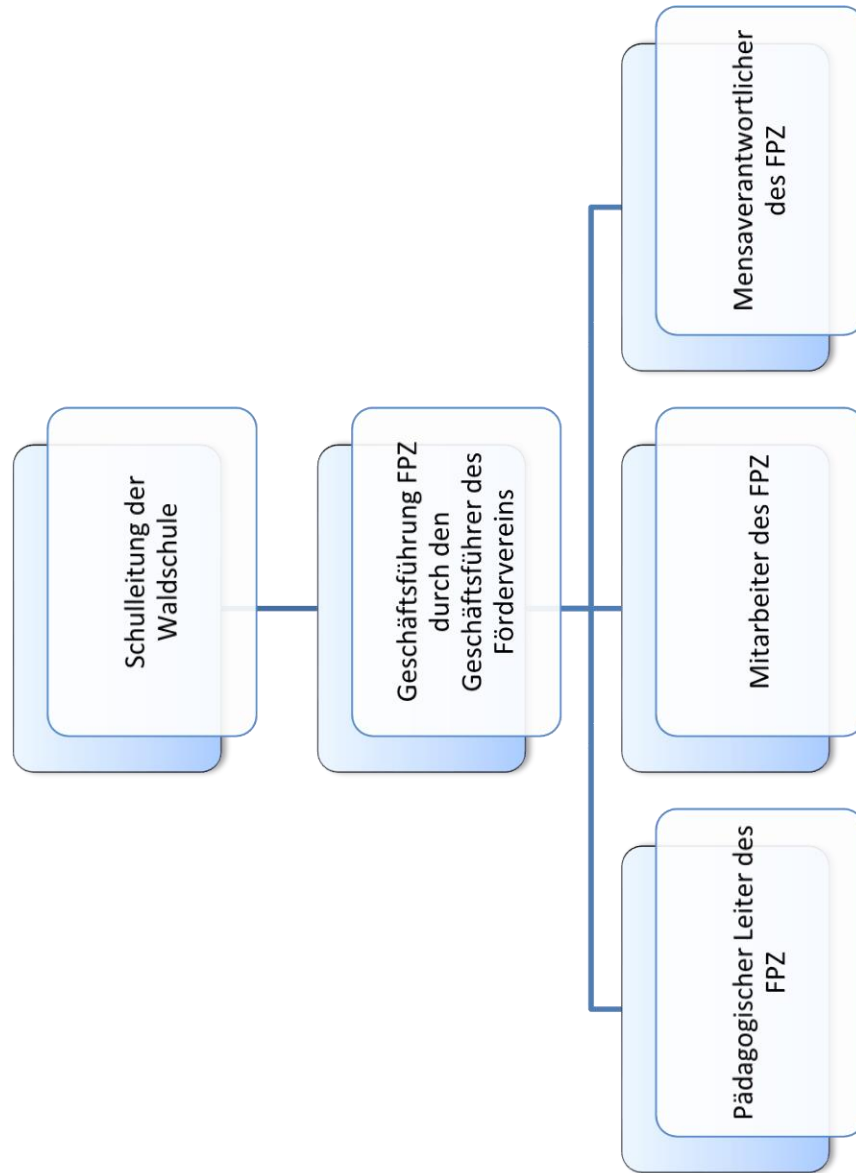 Schulleitung der
Waldschule
Geschäftsführung FPZ
durch den
Geschäftsführer des
Fördervereins
Pädagogischer Leiter des
FPZ
Mitarbeiter des FPZ
Mensaverantwortlicher
des FPZ